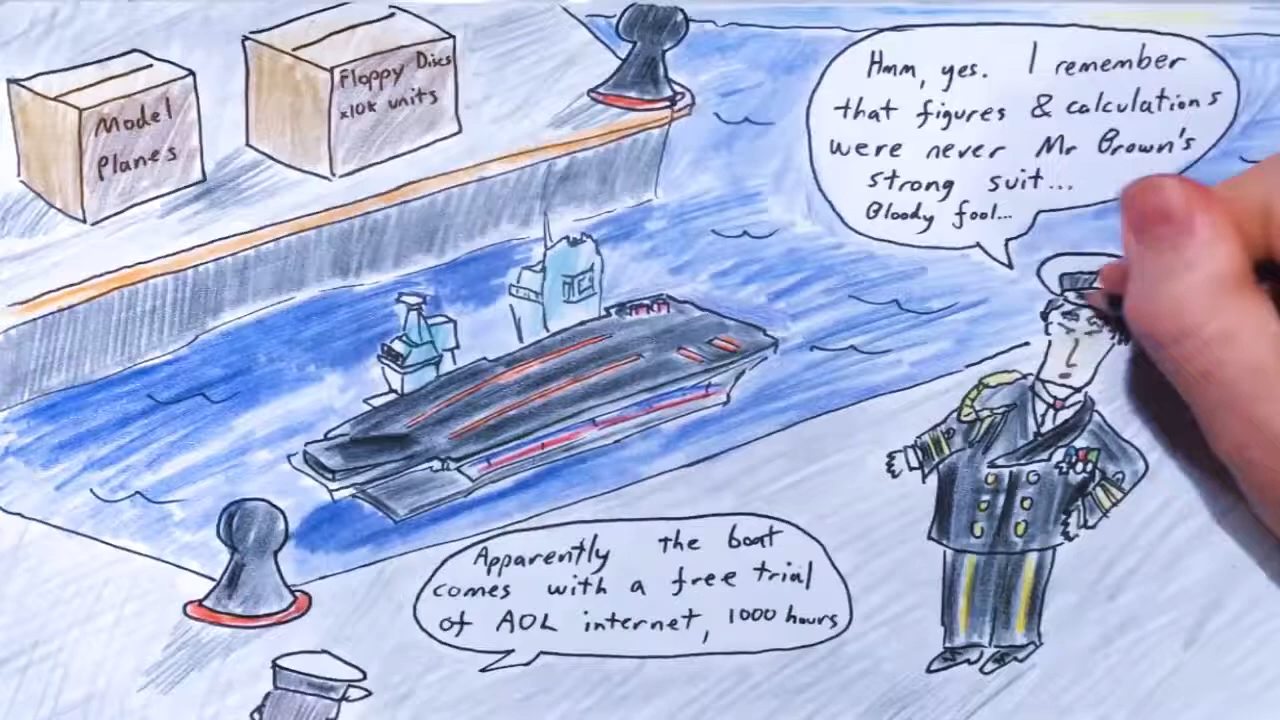 Model
Planes
Floppy Discs
x10k units
Hmm, yes. I remember
that figures & calculations
were never Mr Brown's
strong suit...
Bloody fool...
Apparently the boat
comes with a free trial
of AOL internet, 1000 hours